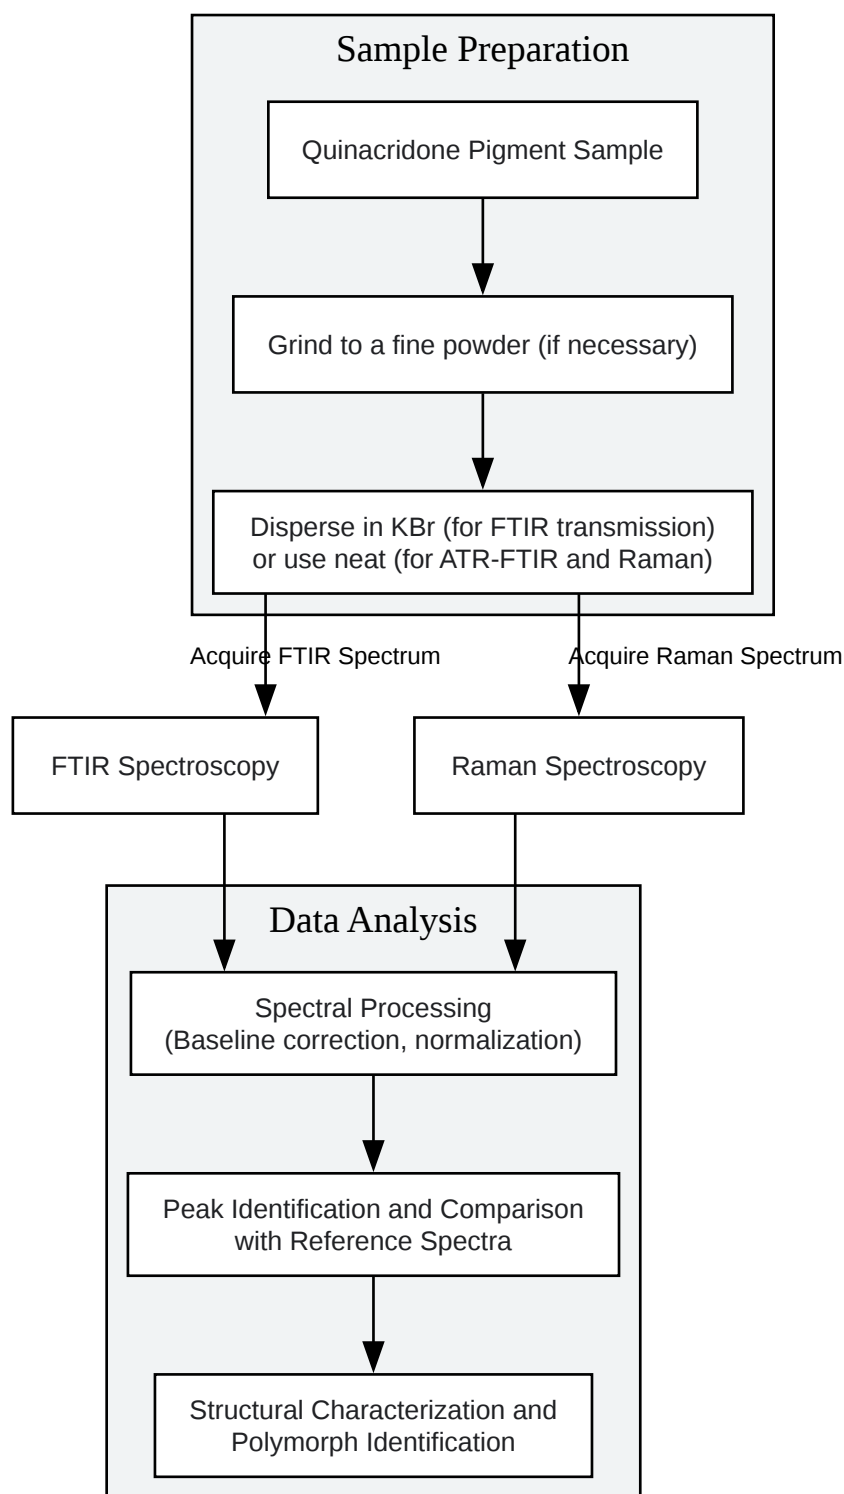 Sample Preparation
Quinacridone Pigment Sample
Grind to a fine powder (if necessary)
Disperse in KBr (for FTIR transmission)
or use neat (for ATR-FTIR and Raman)
Acquire FTIR Spectrum
Acquire Raman Spectrum
FTIR Spectroscopy
Raman Spectroscopy
Data Analysis
Spectral Processing
(Baseline correction, normalization)
Peak Identification and Comparison
with Reference Spectra
Structural Characterization and
Polymorph Identification